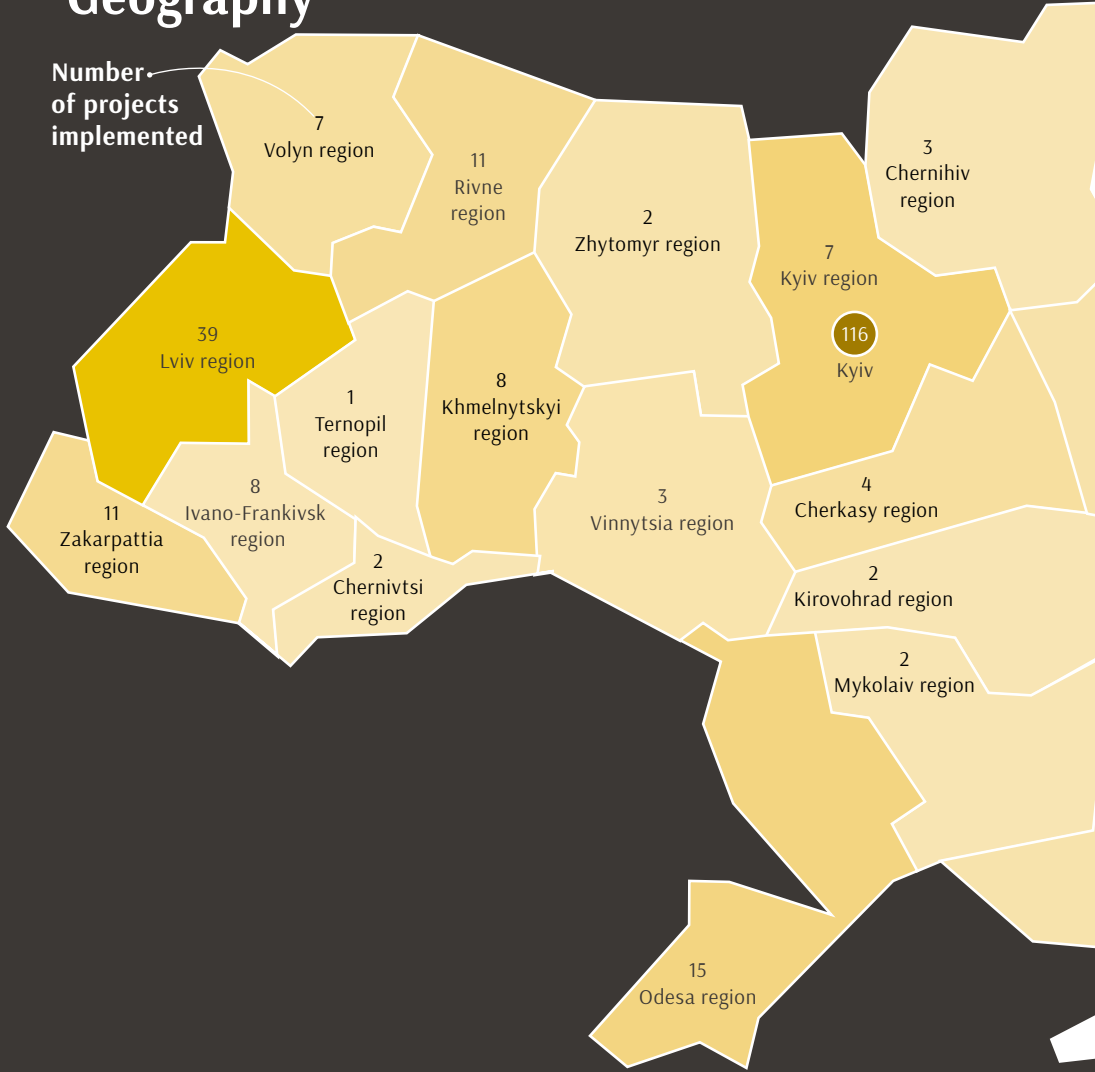 Geography
Number
of projects
implemented
7
Volyn region
11
Rivne
region
2
Zhytomyr region
3
Chernihiv
region
7
Kyiv region
116
Kyiv
39
Lviv region
1
Ternopil
region
8
Khmelnytskyi
region
8
Ivano-Frankivsk
region
11
Zakarpattia
region
2
Chernivtsi
region
3
Vinnytsia region
4
Cherkasy region
2
Kirovohrad region
2
Mykolaiv region
15
Odesa region